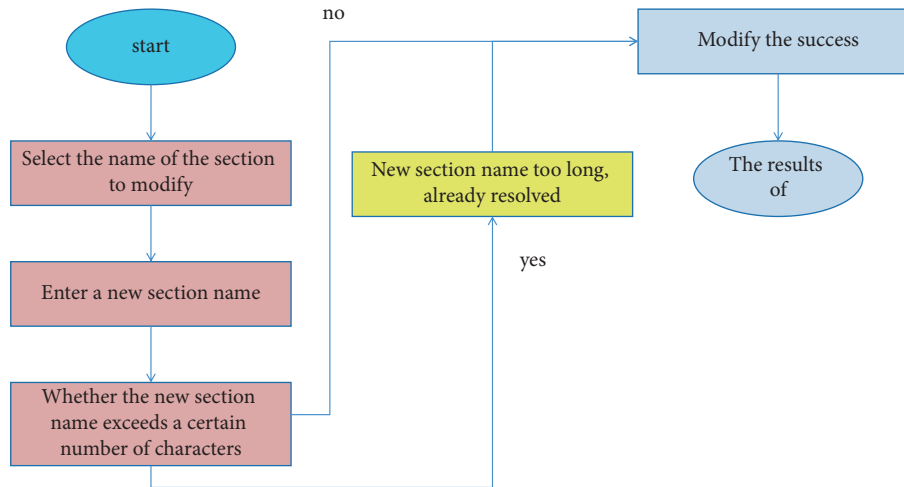 start
Select the name of the section
to modify
Enter a new section name
Whether the new section
name exceeds a certain
number of characters
no
New section name too long,
already resolved
yes
Modify the success
The results
of